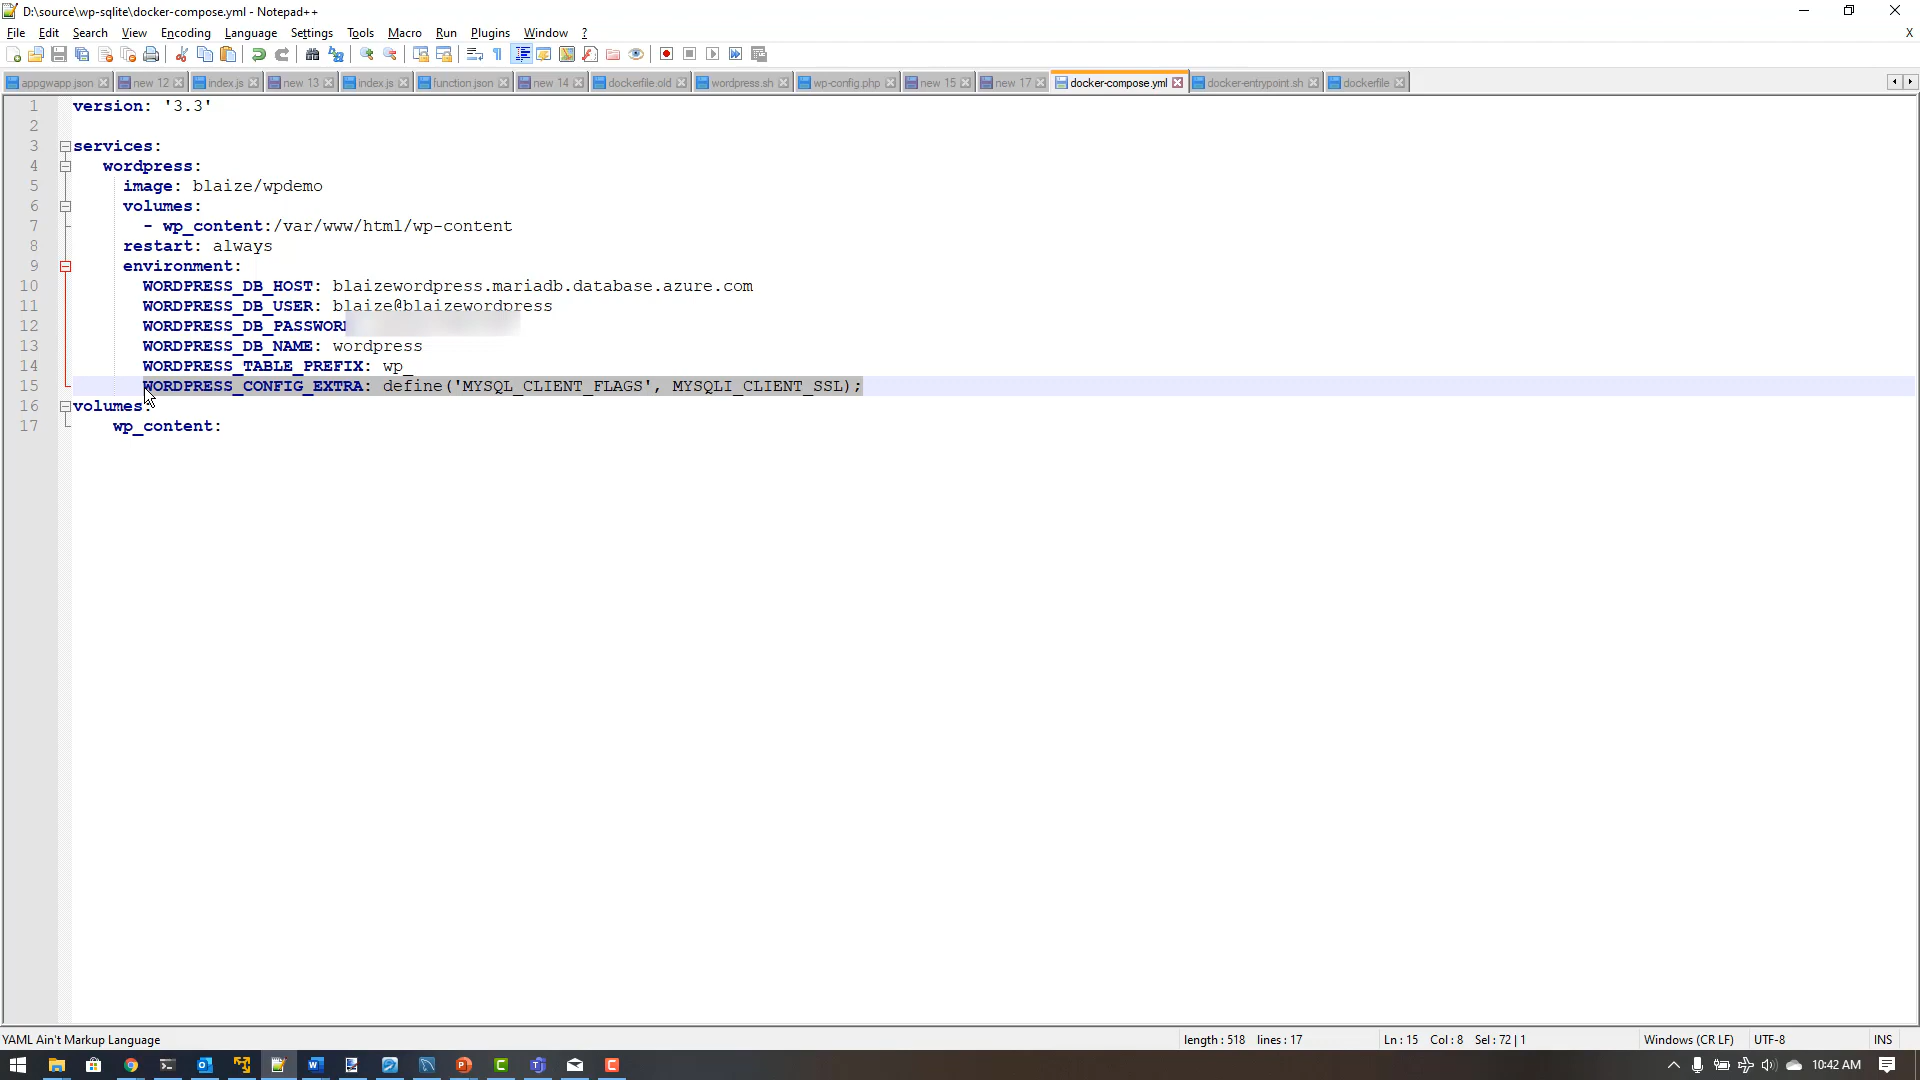 D:\source\wp-sqlite\docker-compose.yml - Notepad++
File Edit Search View Encoding Language Settings Tools Macro Run Plugins Window ? X
appgwapp.json new 12 index.js new 13 index.js function.json new 14 dockerfile.old wordpress.sh wp-config.php new 15 new 17 docker-compose.yml docker-entrypoint.sh dockerfile
1 version: '3.3'
2
3 services:
4 wordpress:
5 image: blaize/wpdemo
6 volumes:
7 - wp_content:/var/www/html/wp-content
8 restart: always
9 environment:
10 WORDPRESS_DB_HOST: blaizewordpress.mariadb.database.azure.com
11 WORDPRESS_DB_USER: blaize@blaizewordpress
12 WORDPRESS_DB_PASSWORD
13 WORDPRESS_DB_NAME: wordpress
14 WORDPRESS_TABLE_PREFIX: wp_
15 WORDPRESS_CONFIG_EXTRA: define('MYSQL_CLIENT_FLAGS', MYSQLI_CLIENT_SSL);
16 volumes:
17 wp_content:
YAML Ain't Markup Language length : 518 lines : 17 Ln : 15 Col : 8 Sel : 72 | 1 Windows (CR LF) UTF-8 INS
10:42 AM